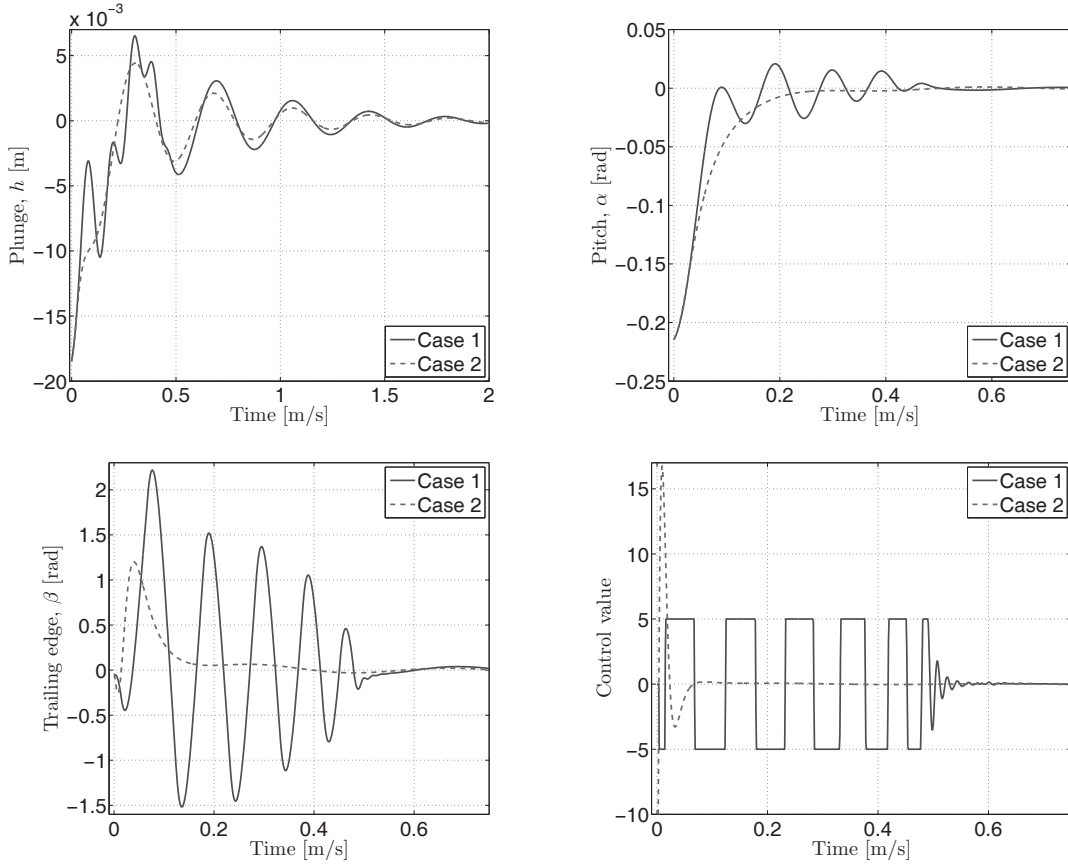 x 10⁻³
5
0
−5
−10
−15
−20
0
0.5
1
1.5
2
Plunge, h [m]
Time [m/s]
Case 1
Case 2
0.05
0
−0.05
−0.1
−0.15
−0.2
−0.25
0
0.2
0.4
0.6
Pitch, α [rad]
Time [m/s]
Case 1
Case 2
2
1.5
1
0.5
0
−0.5
−1
−1.5
0
0.2
0.4
0.6
Trailing edge, β [rad]
Time [m/s]
Case 1
Case 2
15
10
5
0
−5
−10
0
0.2
0.4
0.6
Control value
Time [m/s]
Case 1
Case 2